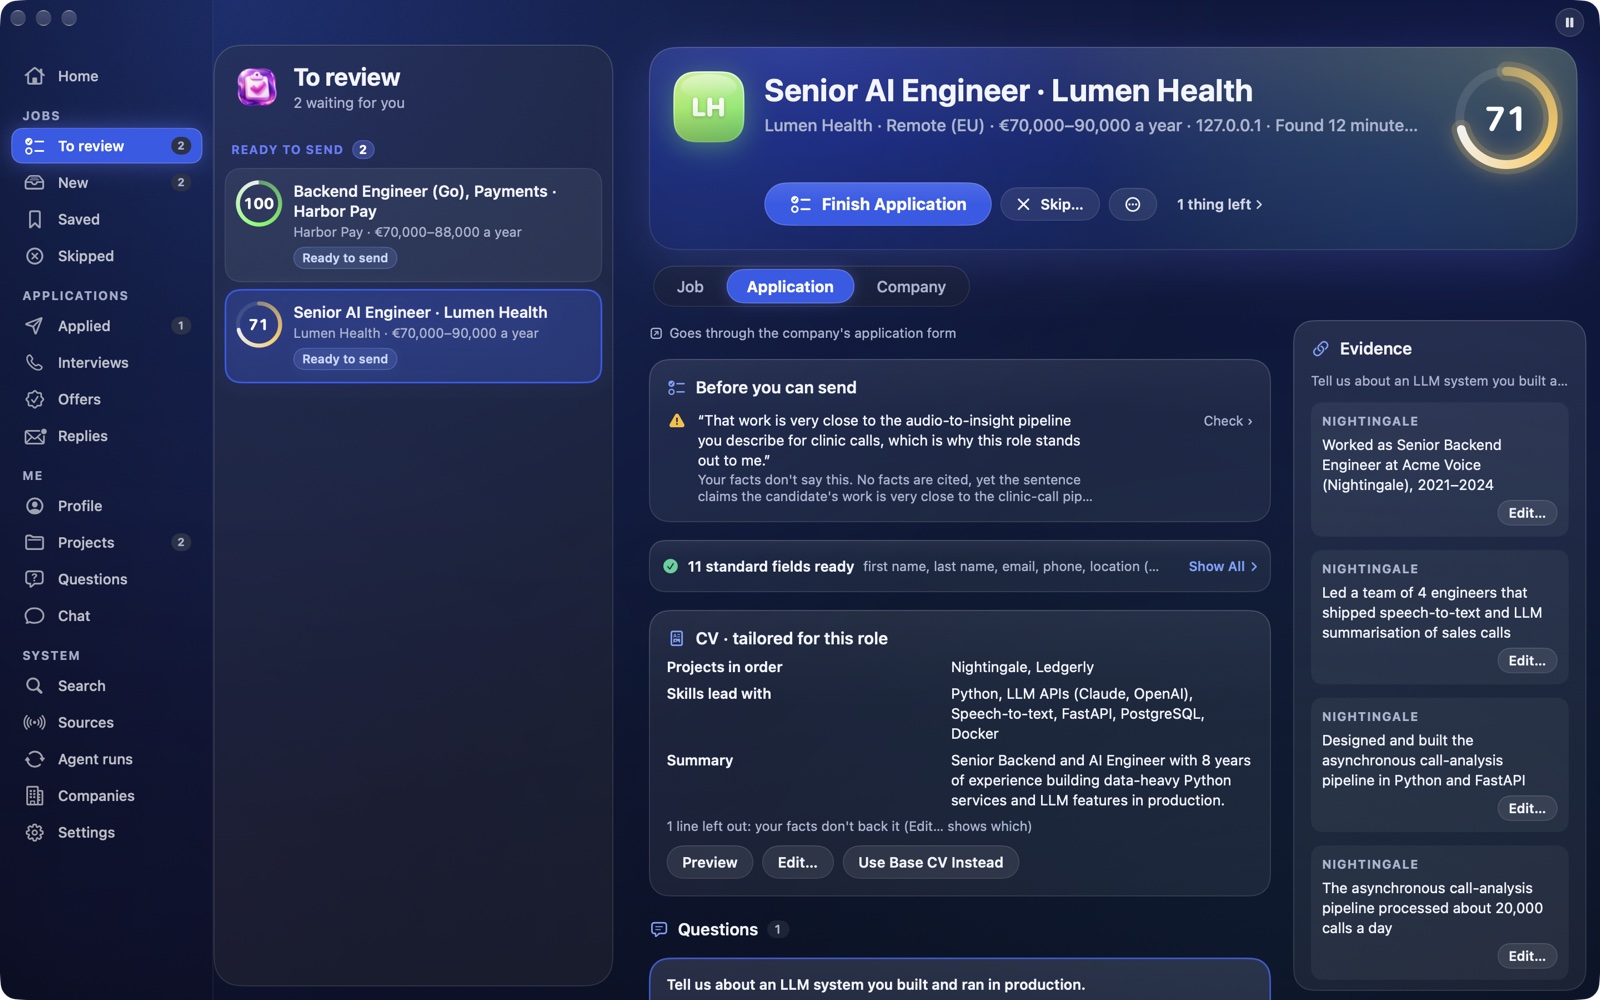 Home
JOBS
To review 2
New 2
Saved
Skipped
APPLICATIONS
Applied 1
Interviews
Offers
Replies
ME
Profile
Projects 2
Questions
Chat
SYSTEM
Search
Sources
Agent runs
Companies
Settings
To review
2 waiting for you
READY TO SEND 2
100
Backend Engineer (Go), Payments ·
Harbor Pay
Harbor Pay · €70,000–88,000 a year
Ready to send
71
Senior AI Engineer · Lumen Health
Lumen Health · €70,000–90,000 a year
Ready to send
LH
Senior AI Engineer · Lumen Health
Lumen Health · Remote (EU) · €70,000–90,000 a year · 127.0.0.1 · Found 12 minute...
71
Finish Application
Skip...
1 thing left ›
Job
Application
Company
Goes through the company's application form
Before you can send
“That work is very close to the audio-to-insight pipeline
you describe for clinic calls, which is why this role stands
out to me.”
Check ›
Your facts don't say this. No facts are cited, yet the sentence
claims the candidate's work is very close to the clinic-call pip...
11 standard fields ready first name, last name, email, phone, location (... Show All ›
CV · tailored for this role
Projects in order Nightingale, Ledgerly
Skills lead with Python, LLM APIs (Claude, OpenAI),
Speech-to-text, FastAPI, PostgreSQL,
Docker
Summary Senior Backend and AI Engineer with 8 years
of experience building data-heavy Python
services and LLM features in production.
1 line left out: your facts don't back it (Edit... shows which)
Preview
Edit...
Use Base CV Instead
Questions 1
Tell us about an LLM system you built and ran in production.
Evidence
Tell us about an LLM system you built a...
NIGHTINGALE
Worked as Senior Backend
Engineer at Acme Voice
(Nightingale), 2021–2024
Edit...
NIGHTINGALE
Led a team of 4 engineers that
shipped speech-to-text and LLM
summarisation of sales calls
Edit...
NIGHTINGALE
Designed and built the
asynchronous call-analysis
pipeline in Python and FastAPI
Edit...
NIGHTINGALE
The asynchronous call-analysis
pipeline processed about 20,000
calls a day
Edit...